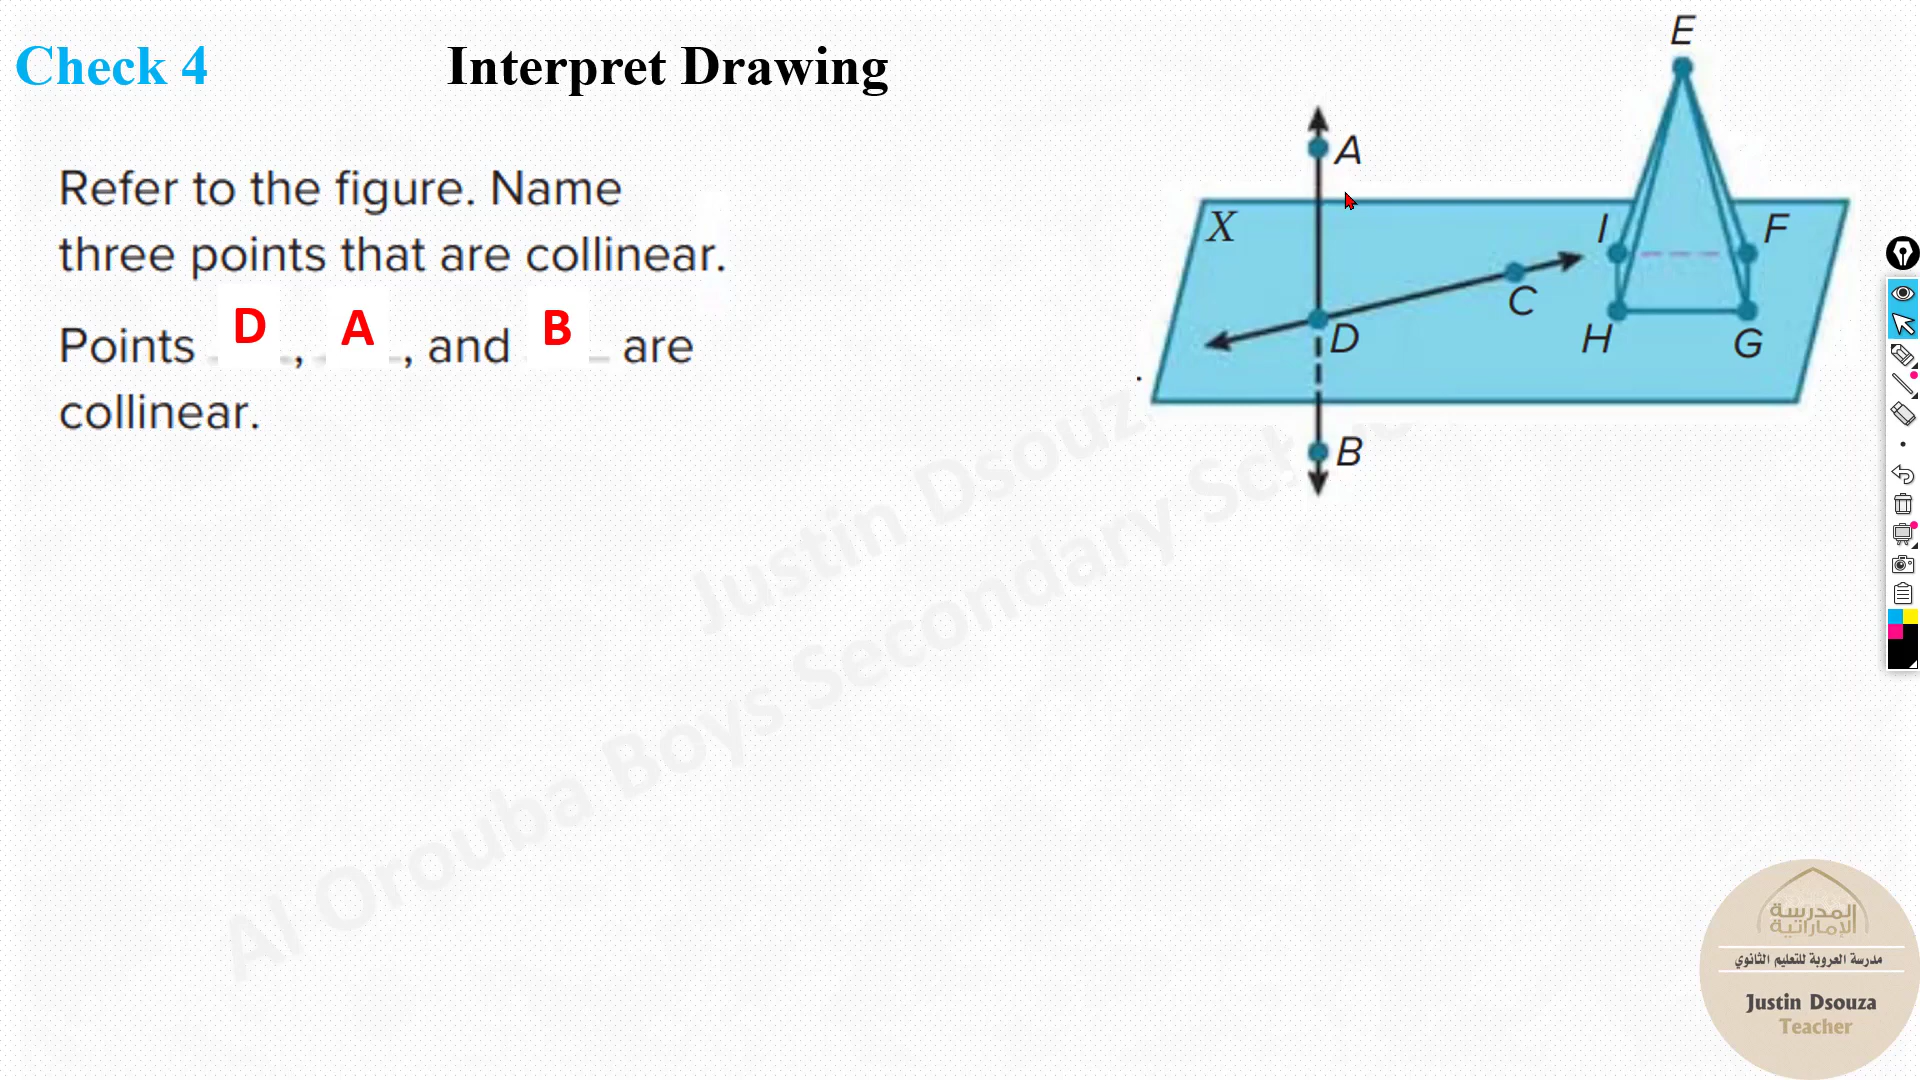 Check 4
Interpret Drawing
Refer to the figure. Name
three points that are collinear.
Points D, A, and B are
collinear.
E
A
X
I
F
C
D
H
G
B
Justin Dsouza
Al Orouba Boys Secondary
المدرسة
الإماراتية
مدرسة العروبة للتعليم الثانوي
Justin Dsouza
Teacher